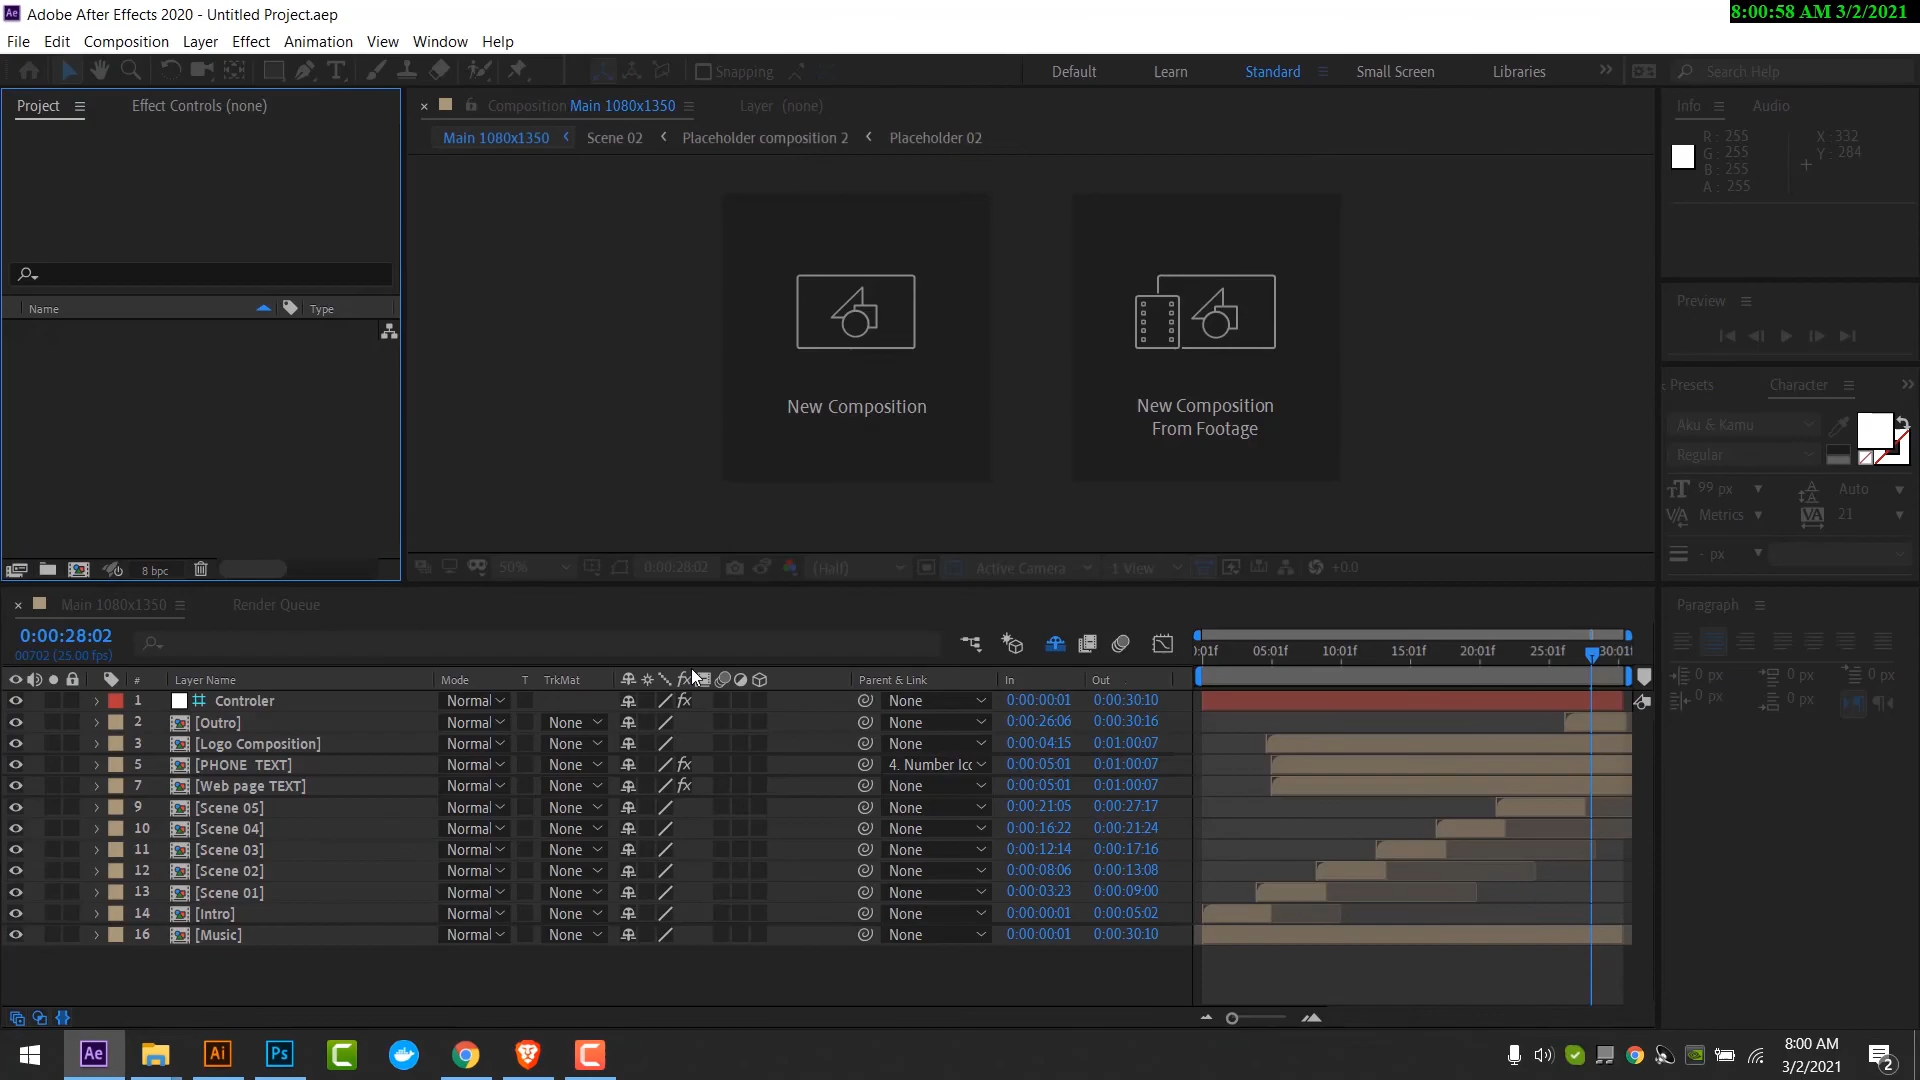 Adobe After Effects 2020 - Untitled Project.aep
8:00:58 AM 3/2/2021
File Edit Composition Layer Effect Animation View Window Help
Snapping
Default Learn Standard Small Screen Libraries
Search Help
Project Effect Controls (none)
Composition Main 1080x1350 Layer (none)
Info Audio
Main 1080x1350 Scene 02 Placeholder composition 2 Placeholder 02
R : 255
G : 255
B : 255
A : 255
X : 332
Y : 284
Name Type
Preview
New Composition
New Composition
From Footage
Presets Character
Aku & Kamu
Regular
99 px Auto
Metrics 21
- px
8 bpc
50% 0:00:28:02 (Half) Active Camera 1 View +0.0
Main 1080x1350 Render Queue
Paragraph
0:00:28:02
00702 (25.00 fps)
):01f 05:01f 10:01f 15:01f 20:01f 25:01f 30:01f
# Layer Name Mode T TrkMat Parent & Link In Out
0 px 0 px 0 px
0 px 0 px
1 Controler Normal None 0:00:00:01 0:00:30:10
2 [Outro] Normal None None 0:00:26:06 0:00:30:16
3 [Logo Composition] Normal None None 0:00:04:15 0:01:00:07
5 [PHONE TEXT] Normal None 4. Number Ic 0:00:05:01 0:01:00:07
7 [Web page TEXT] Normal None None 0:00:05:01 0:01:00:07
9 [Scene 05] Normal None None 0:00:21:05 0:00:27:17
10 [Scene 04] Normal None None 0:00:16:22 0:00:21:24
11 [Scene 03] Normal None None 0:00:12:14 0:00:17:16
12 [Scene 02] Normal None None 0:00:08:06 0:00:13:08
13 [Scene 01] Normal None None 0:00:03:23 0:00:09:00
14 [Intro] Normal None None 0:00:00:01 0:00:05:02
16 [Music] Normal None None 0:00:00:01 0:00:30:10
Ae Ai Ps C C
8:00 AM
3/2/2021
2